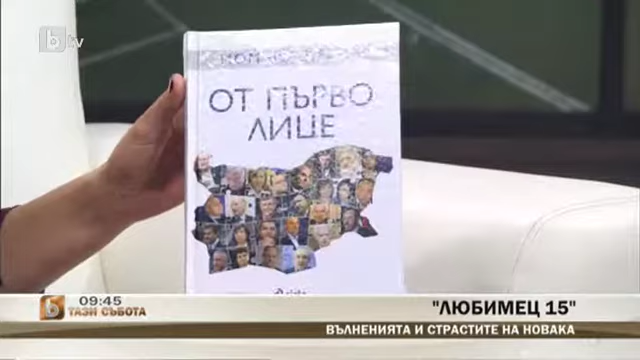 btv
ОТ ПЪРВО
ЛИЦЕ
09:45
ТАЗИ СЪБОТА
"ЛЮБИМЕЦ 15"
ВЪЛНЕНИЯТА И СТРАСТИТЕ НА НОВАКА